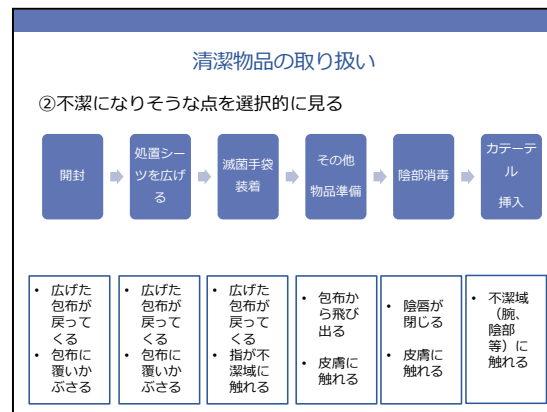 清潔物品の取り扱い
②不潔になりそうな点を選択的に見る
開封
処置シー
ツを広げ
る
滅菌手袋
装着
その他
物品準備
陰部消毒
カテーテ
ル
挿入
• 広げた
包布が
戻って
くる
• 包布に
覆いか
ぶさる
• 広げた
包布が
戻って
くる
• 包布に
覆いか
ぶさる
• 広げた
包布が
戻って
くる
• 指が不
潔域に
触れる
• 包布か
ら飛び
出る
• 皮膚に
触れる
• 陰唇が
閉じる
• 皮膚に
触れる
• 不潔域
（腕、
陰部
等）に
触れる